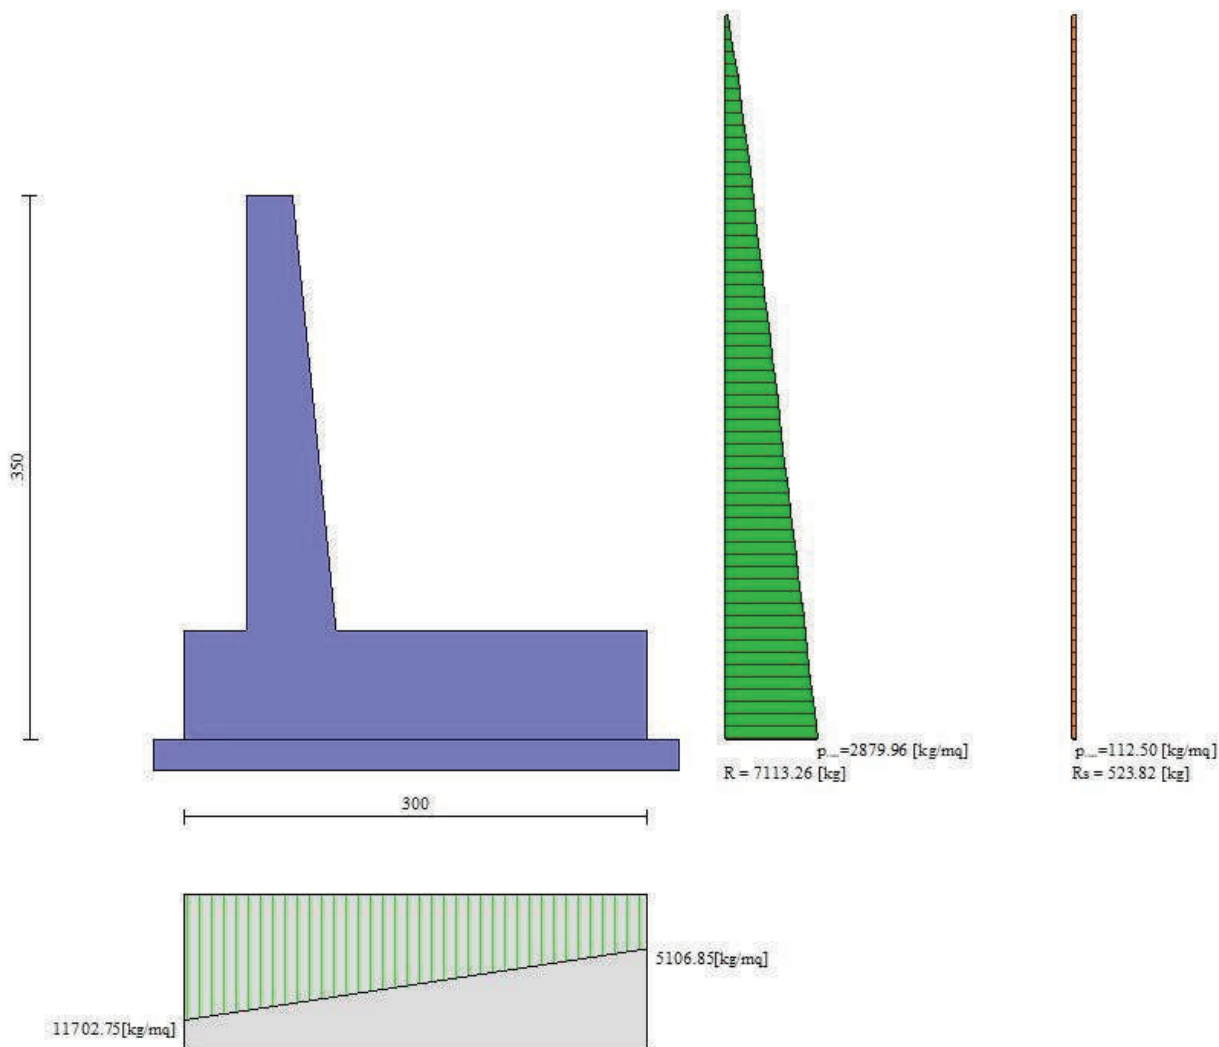 350
p
=2879.96 [kg/mq]
R = 7113.26 [kg]
p
=112.50 [kg/mq]
Rs = 523.82 [kg]
300
5106.85[kg/mq]
11702.75[kg/mq]